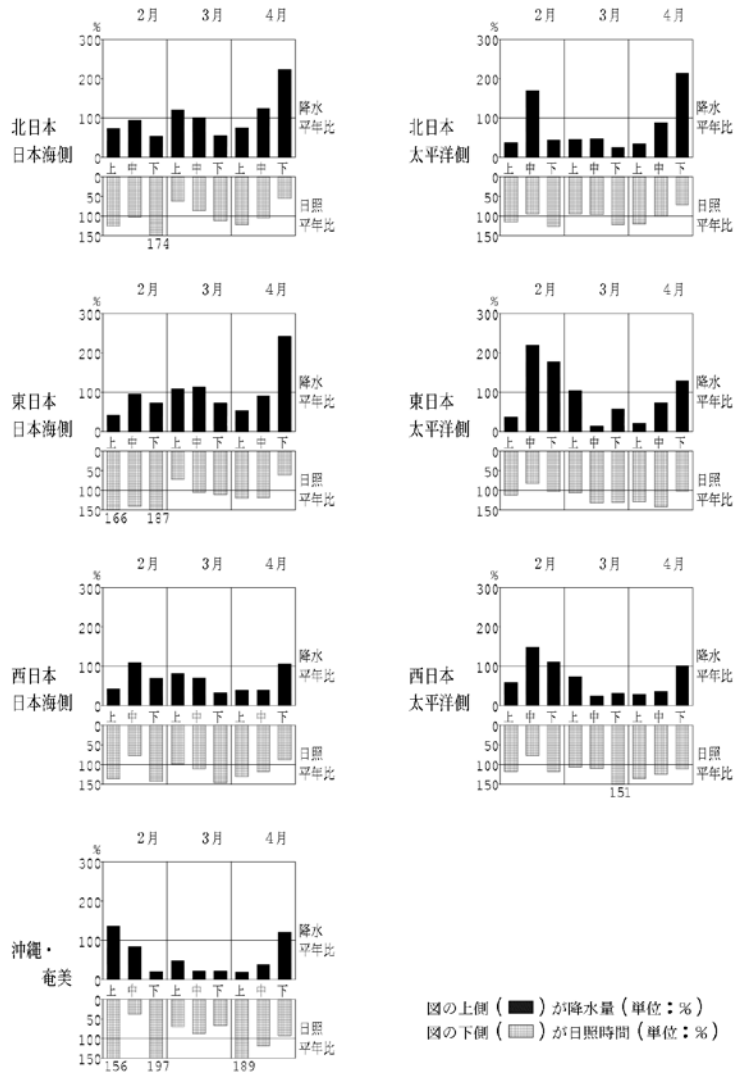 2月 3月 4月
%
300
200
100
0
北日本
日本海側
降水
平年比
上 中 下 上 中 下 上 中 下
0
50
100
150
日照
平年比
174
2月 3月 4月
%
300
200
100
0
北日本
太平洋側
降水
平年比
上 中 下 上 中 下 上 中 下
0
50
100
150
日照
平年比
2月 3月 4月
%
300
200
100
0
東日本
日本海側
降水
平年比
上 中 下 上 中 下 上 中 下
0
50
100
150
日照
平年比
166 187
2月 3月 4月
%
300
200
100
0
東日本
太平洋側
降水
平年比
上 中 下 上 中 下 上 中 下
0
50
100
150
日照
平年比
2月 3月 4月
%
300
200
100
0
西日本
日本海側
降水
平年比
上 中 下 上 中 下 上 中 下
0
50
100
150
日照
平年比
2月 3月 4月
%
300
200
100
0
西日本
太平洋側
降水
平年比
上 中 下 上 中 下 上 中 下
0
50
100
150
日照
平年比
151
2月 3月 4月
%
300
200
100
0
沖縄・
奄美
降水
平年比
上 中 下 上 中 下 上 中 下
0
50
100
150
日照
平年比
156 197 189
図の上側( )が降水量(単位:%)
図の下側( )が日照時間(単位:%)